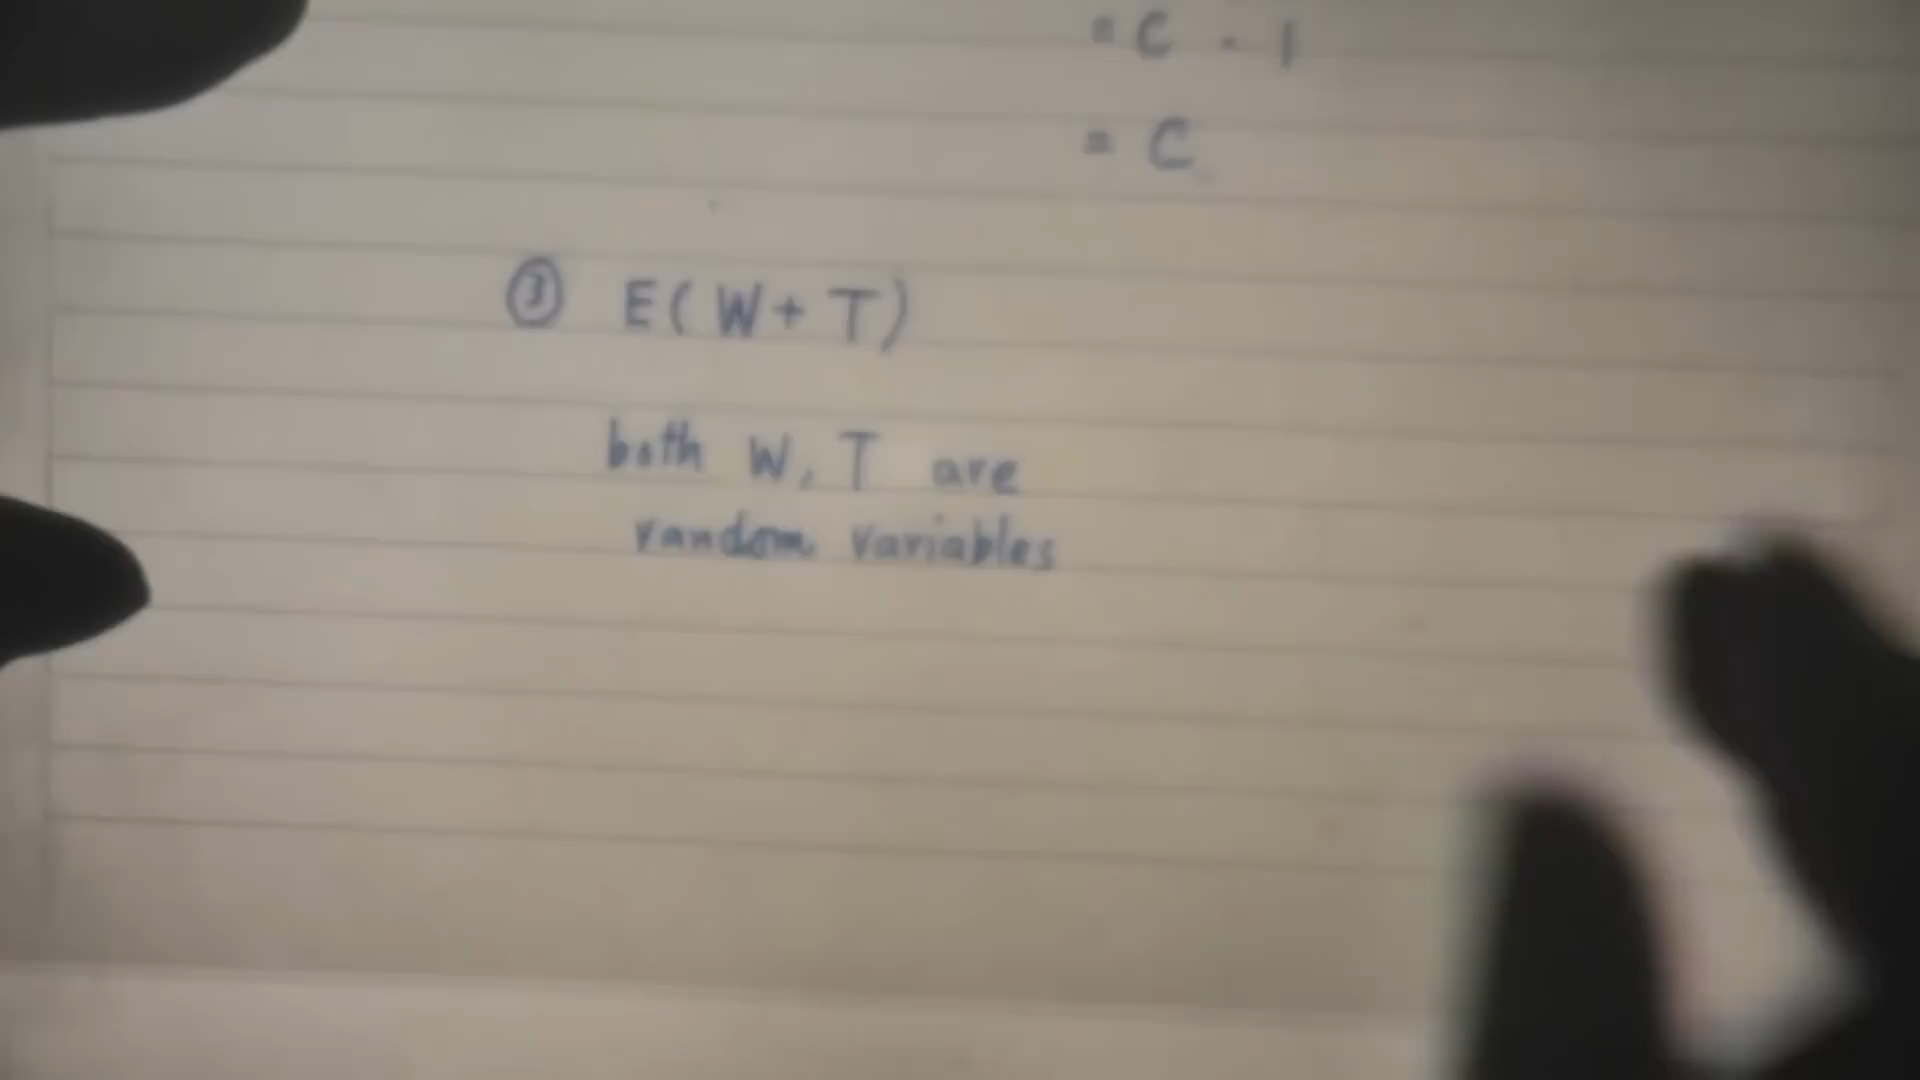 = C · 1
= C
③ E(W+T)
both W, T are
random variables